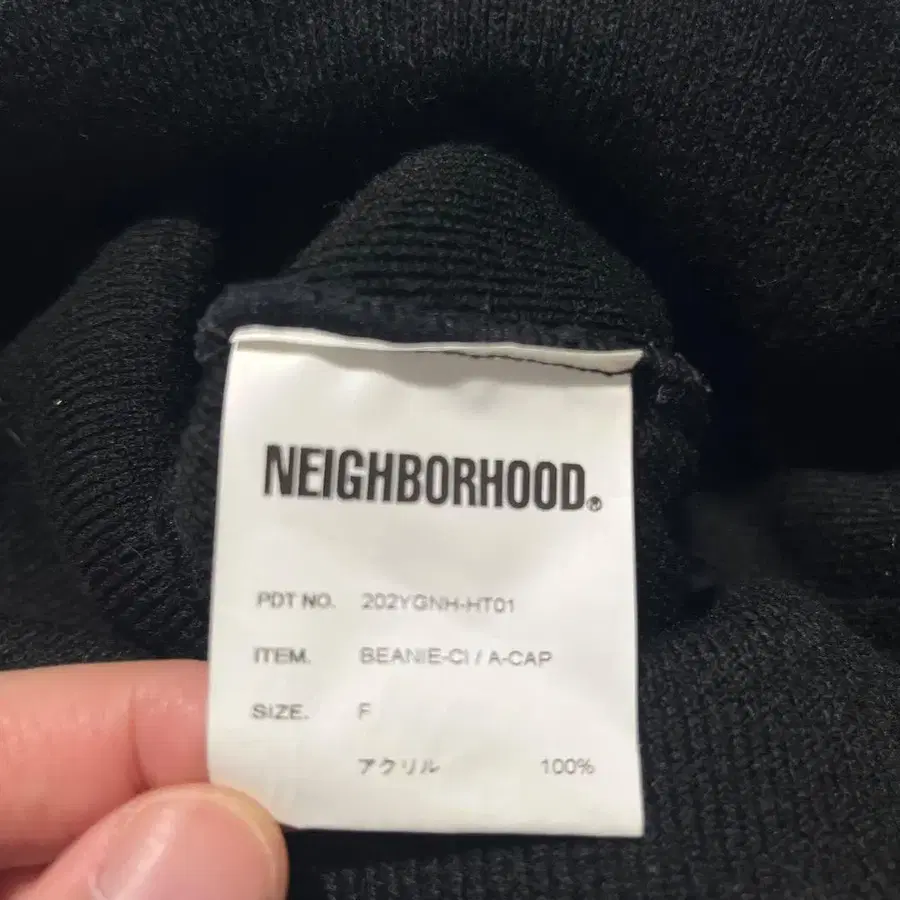 NEIGHBORHOOD®
PDT NO. 202YGNH-HT01
ITEM. BEANIE-CI / A-CAP
SIZE. F
アクリル 100%